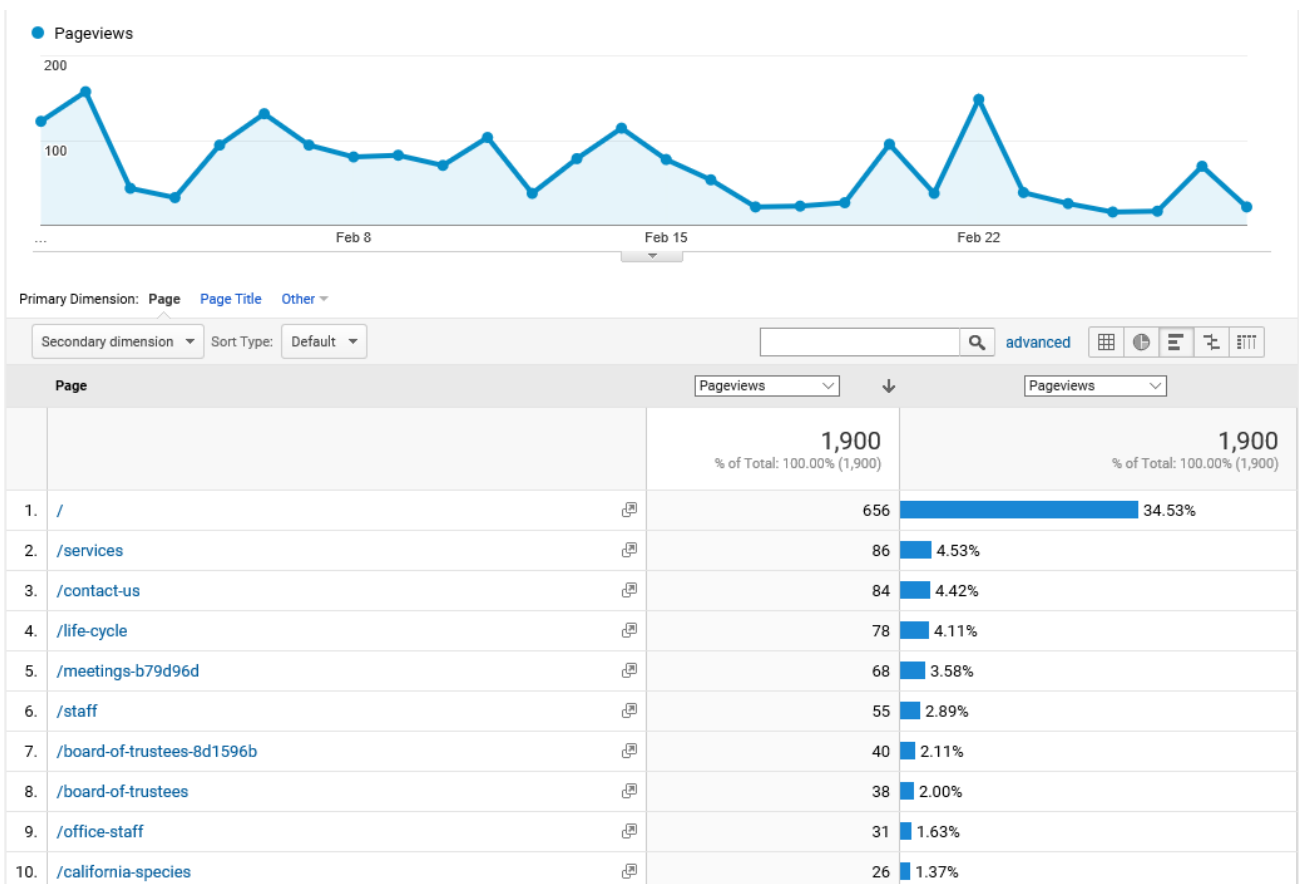 Pageviews
200
100
...
Feb 8 Feb 15 Feb 22
Primary Dimension: Page Page Title Other
Secondary dimension Sort Type: Default advanced
Page Pageviews Pageviews
1,900 1,900
% of Total: 100.00% (1,900) % of Total: 100.00% (1,900)
1. / 656 34.53%
2. /services 86 4.53%
3. /contact-us 84 4.42%
4. /life-cycle 78 4.11%
5. /meetings-b79d96d 68 3.58%
6. /staff 55 2.89%
7. /board-of-trustees-8d1596b 40 2.11%
8. /board-of-trustees 38 2.00%
9. /office-staff 31 1.63%
10. /california-species 26 1.37%